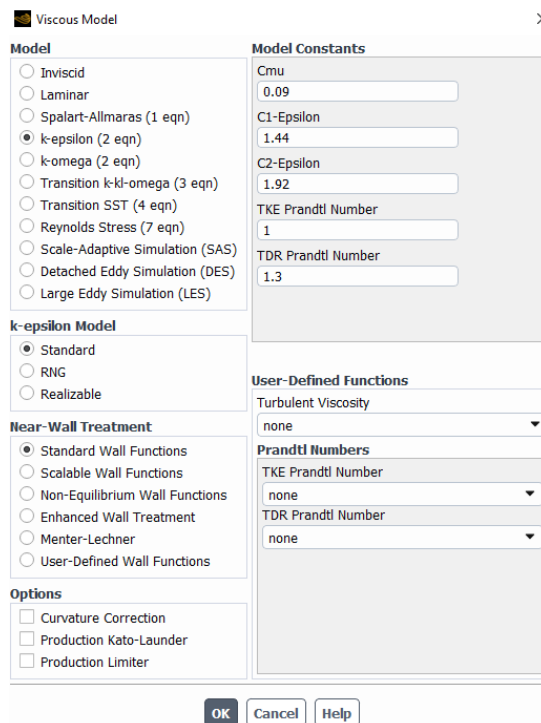 Viscous Model
Model
Inviscid
Laminar
Spalart-Allmaras (1 eqn)
k-epsilon (2 eqn)
k-omega (2 eqn)
Transition k-kl-omega (3 eqn)
Transition SST (4 eqn)
Reynolds Stress (7 eqn)
Scale-Adaptive Simulation (SAS)
Detached Eddy Simulation (DES)
Large Eddy Simulation (LES)
k-epsilon Model
Standard
RNG
Realizable
Near-Wall Treatment
Standard Wall Functions
Scalable Wall Functions
Non-Equilibrium Wall Functions
Enhanced Wall Treatment
Menter-Lechner
User-Defined Wall Functions
Options
Curvature Correction
Production Kato-Launder
Production Limiter
Model Constants
Cmu
0.09
C1-Epsilon
1.44
C2-Epsilon
1.92
TKE Prandtl Number
1
TDR Prandtl Number
1.3
User-Defined Functions
Turbulent Viscosity
none
Prandtl Numbers
TKE Prandtl Number
none
TDR Prandtl Number
none
OK
Cancel
Help